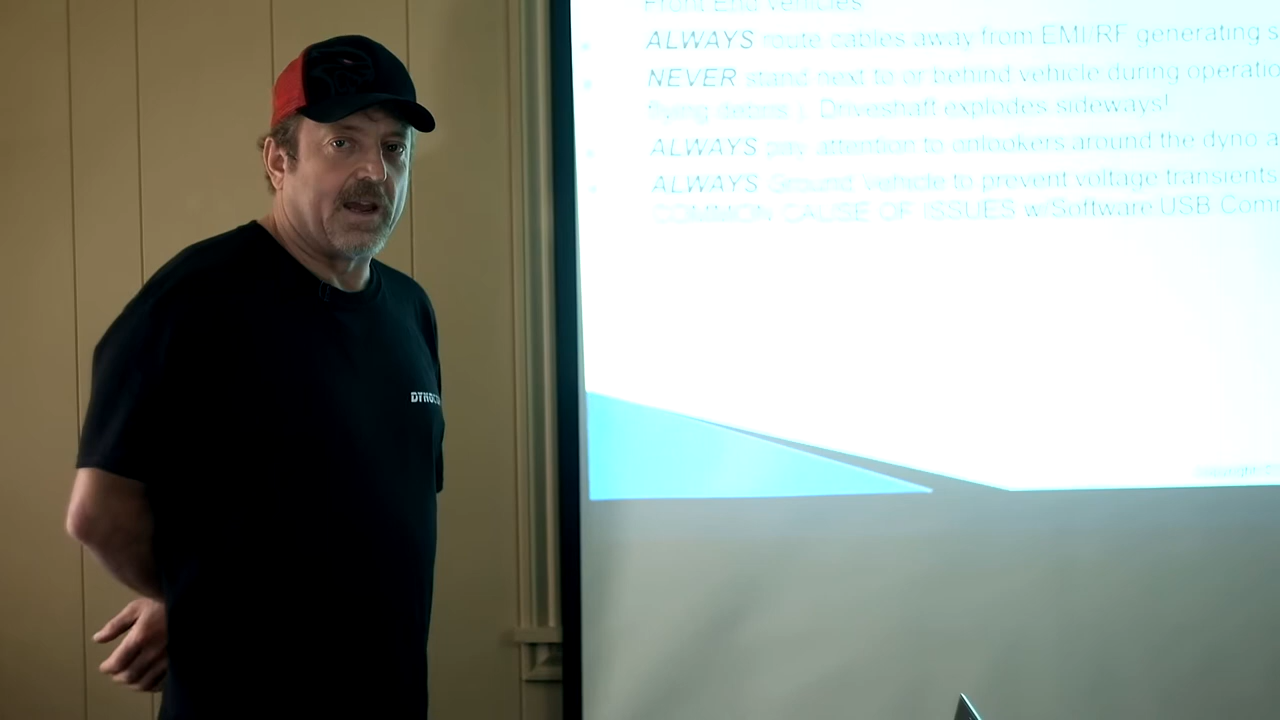 Front End vehicles
ALWAYS route cables away from EMI/RF generating s
NEVER stand next to or behind vehicle during operatio
flying debris ). Driveshaft explodes sideways!
ALWAYS pay attention to onlookers around the dyno a
ALWAYS Ground Vehicle to prevent voltage transients
COMMON CAUSE OF ISSUES w/Software USB Comm
DYNOCO
Copyright